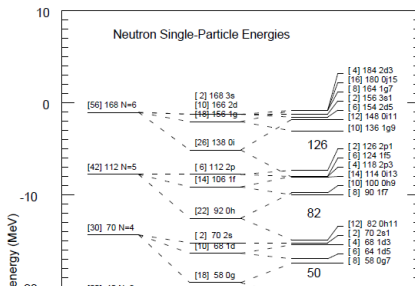 10
Neutron Single-Particle Energies
[4] 184 2d3
[16] 180 0j15
[8] 164 1g7
[2] 156 3s1
[6] 154 2d5
[12] 148 0i11
[10] 136 1g9
[2] 168 3s
[10] 166 2d
[18] 156 1g
[56] 168 N=6
0
[26] 138 0i
126
[2] 126 2p1
[6] 124 1f5
[4] 118 2p3
[14] 114 0i13
[10] 100 0h9
[8] 90 1f7
[42] 112 N=5
[6] 112 2p
[14] 106 1f
-10
[22] 92 0h
82
[12] 82 0h11
[2] 70 2s1
[4] 68 1d3
[6] 64 1d5
[8] 58 0g7
[30] 70 N=4
[2] 70 2s
[10] 68 1d
[18] 58 0g
50
energy (MeV)